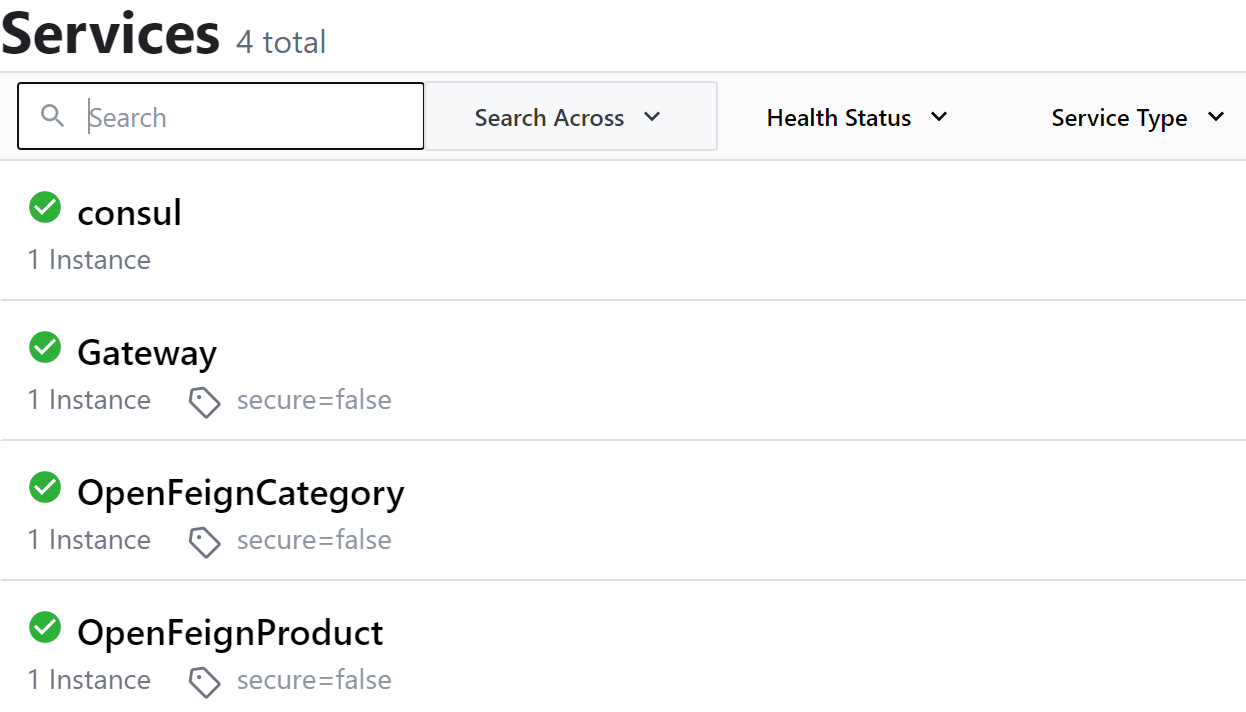 Services 4 total
Search Search Across Health Status Service Type
consul
1 Instance
Gateway
1 Instance secure=false
OpenFeignCategory
1 Instance secure=false
OpenFeignProduct
1 Instance secure=false